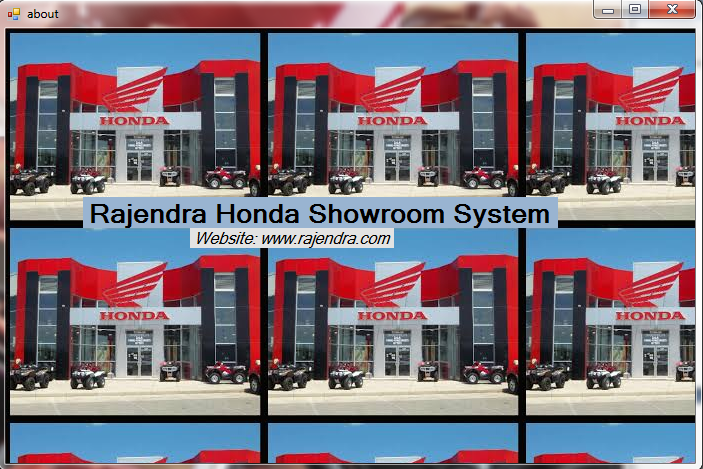 about
HONDA
HONDA
HONDA
Rajendra Honda Showroom System
Website: www.rajendra.com
HONDA
HONDA
HONDA